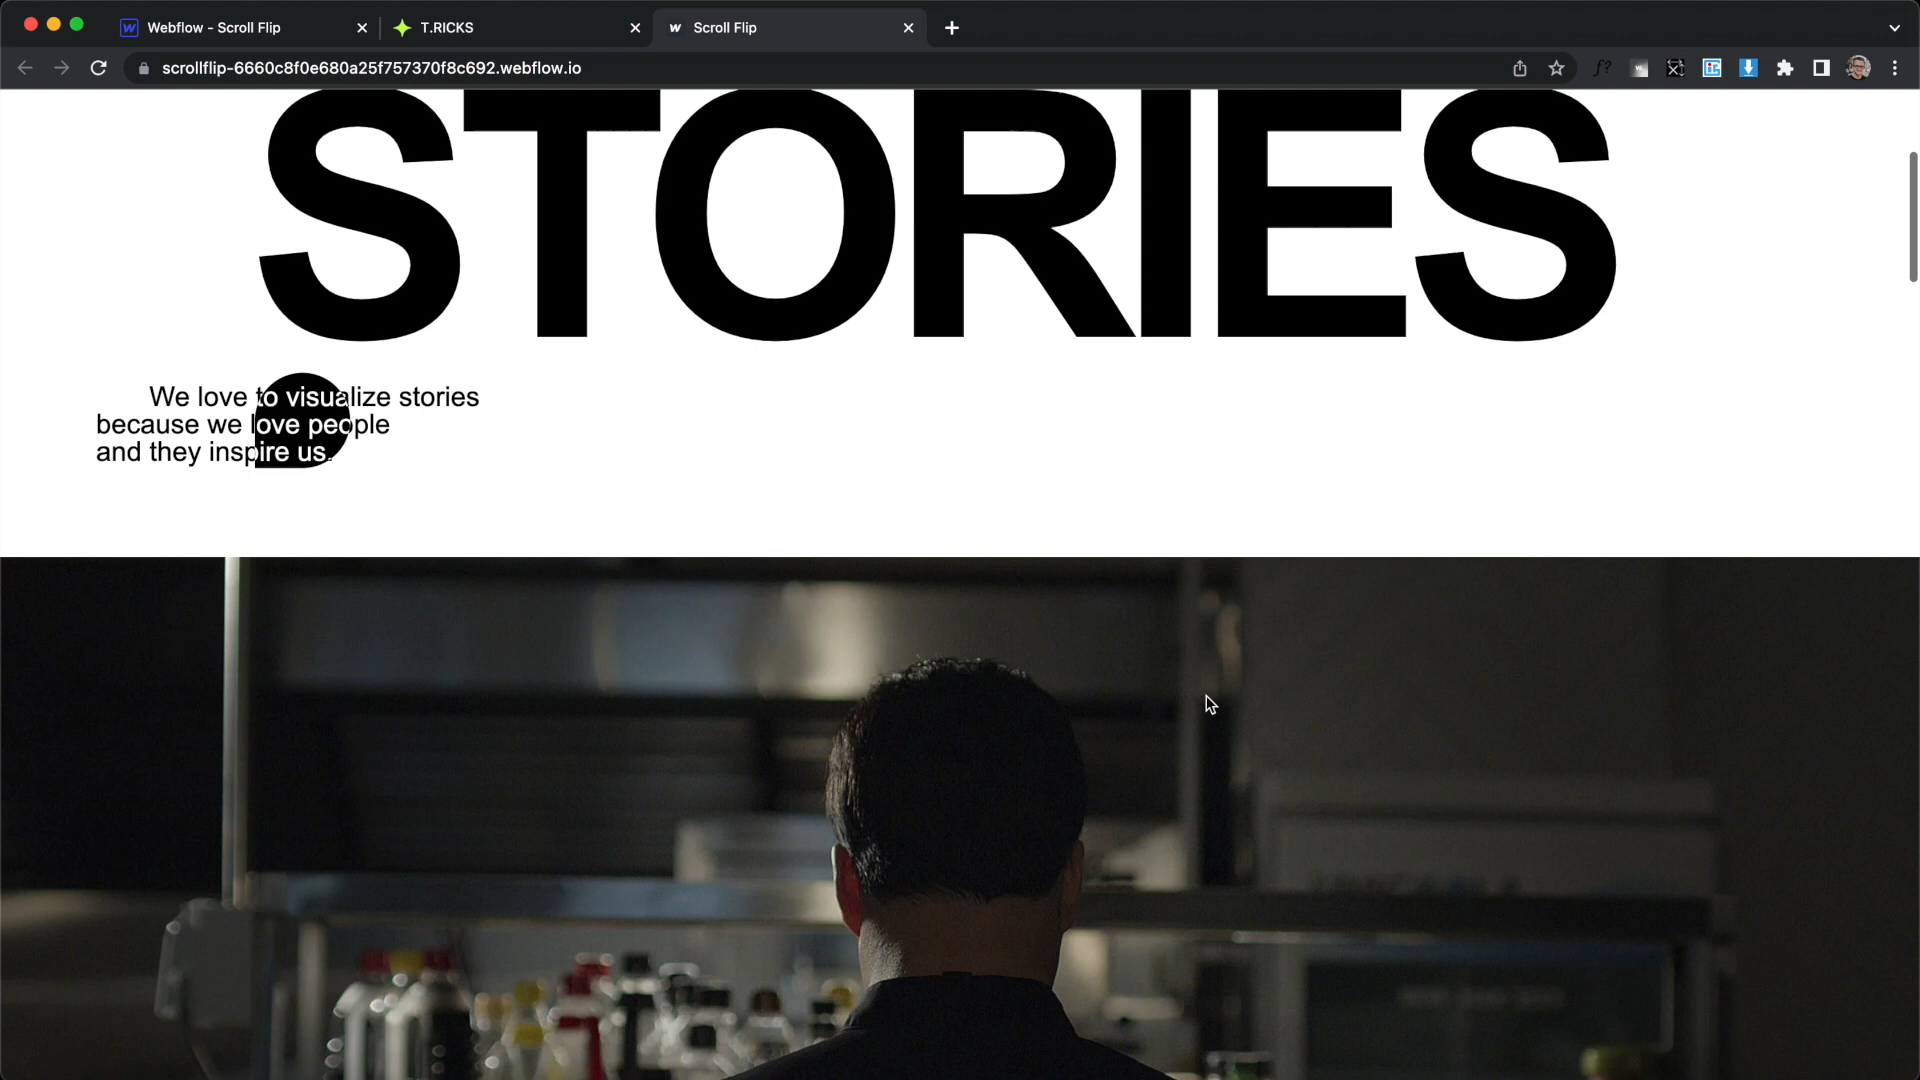 Webflow - Scroll Flip
T.RICKS
Scroll Flip
scrollflip-6660c8f0e680a25f757370f8c692.webflow.io
STORIES
We love to visualize stories
because we love people
and they inspire us.